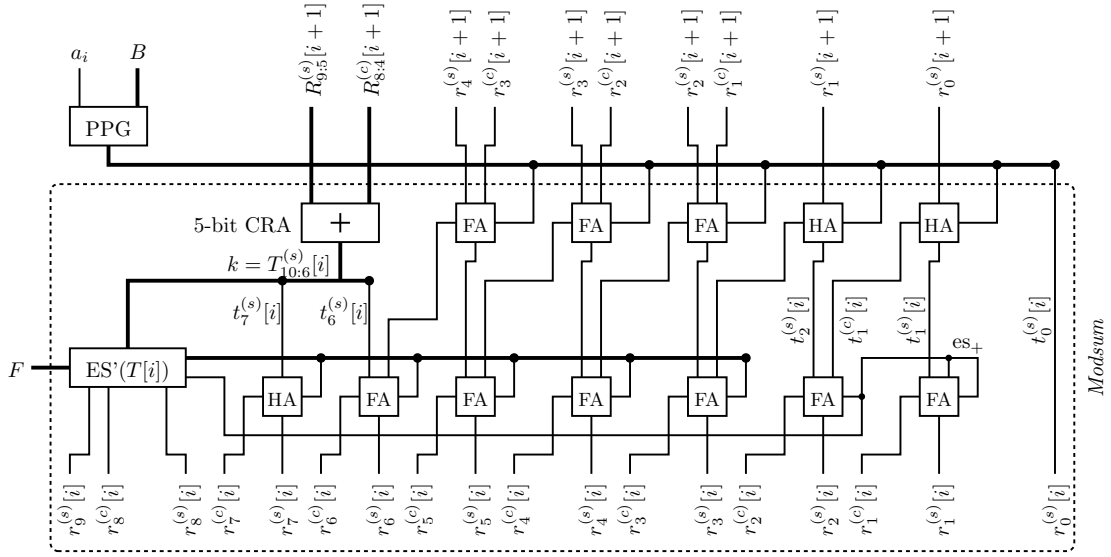 a_i B R^{(s)}_{9:5}[i+1] R^{(c)}_{8:4}[i+1] r^{(s)}_4[i+1] r^{(c)}_3[i+1] r^{(s)}_3[i+1] r^{(c)}_2[i+1] r^{(s)}_2[i+1] r^{(c)}_1[i+1] r^{(s)}_1[i+1] r^{(s)}_0[i+1]
PPG
5-bit CRA + FA FA FA HA HA
k = T^{(s)}_{10:6}[i]
t^{(s)}_7[i] t^{(s)}_6[i] t^{(s)}_2[i] t^{(c)}_1[i] t^{(s)}_1[i] es_+ t^{(s)}_0[i]
Modsum
F ES'(T[i]) HA FA FA FA FA FA FA
r^{(s)}_9[i] r^{(c)}_8[i] r^{(s)}_8[i] r^{(c)}_7[i] r^{(s)}_7[i] r^{(c)}_6[i] r^{(s)}_6[i] r^{(c)}_5[i] r^{(s)}_5[i] r^{(c)}_4[i] r^{(s)}_4[i] r^{(c)}_3[i] r^{(s)}_3[i] r^{(c)}_2[i] r^{(s)}_2[i] r^{(c)}_1[i] r^{(s)}_1[i] r^{(s)}_0[i]